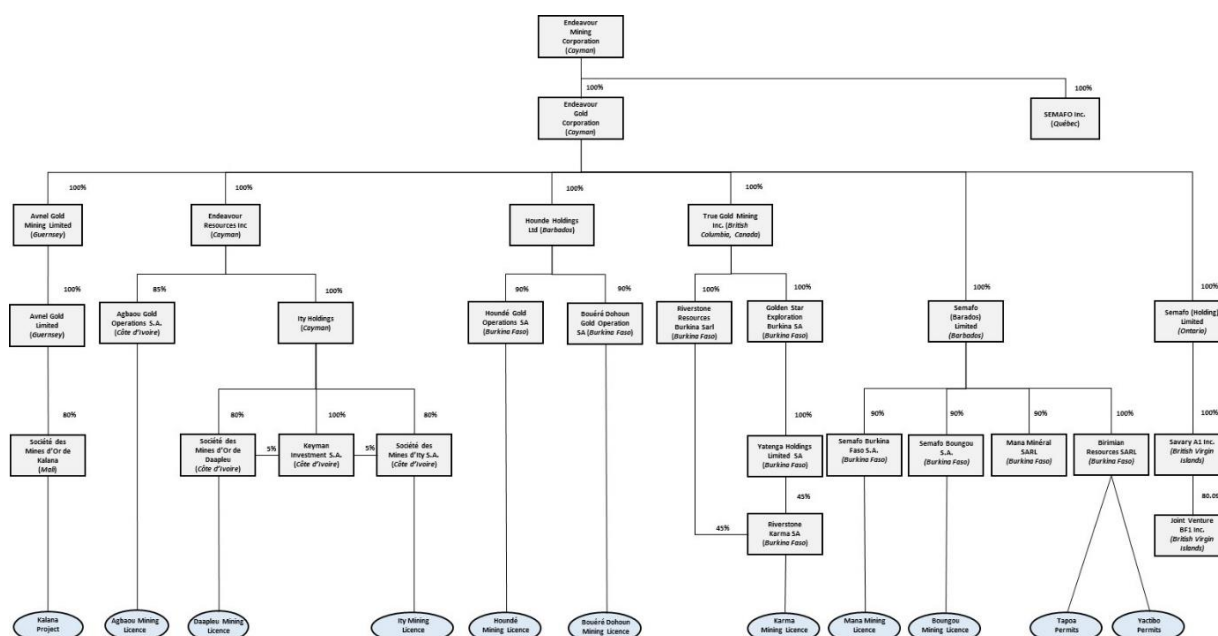 Endeavour
Mining
Corporation
(Cayman)
100%
100%
Endeavour
Gold
Corporation
(Cayman)
SEMAFO Inc.
(Québec)
100%
100%
100%
100%
100%
100%
Avnel Gold
Mining Limited
(Guernsey)
Endeavour
Resources Inc
(Cayman)
Hounde Holdings
Ltd (Barbados)
True Gold Mining
Inc. (British
Columbia, Canada)
100%
85%
100%
90%
90%
100%
100%
100%
100%
Avnel Gold
Limited
(Guernsey)
Agbaou Gold
Operations S.A.
(Côte d'Ivoire)
Ity Holdings
(Cayman)
Houndé Gold
Operations SA
(Burkina Faso)
Bouéré Dohoun
Gold Operation
SA (Burkina Faso)
Riverstone
Resources
Burkina Sarl
(Burkina Faso)
Golden Star
Exploration
Burkina SA
(Burkina Faso)
Semafo
(Barados)
Limited
(Barbados)
Semafo (Holding)
Limited
(Ontario)
80%
80%
100%
80%
100%
90%
90%
90%
100%
100%
Société des
Mines d'Or de
Kalana
(Mali)
Société des
Mines d'Or de
Daapleu
(Côte d'Ivoire)
5%
Keyman
Investment S.A.
(Côte d'Ivoire)
5%
Société des
Mines d'Ity S.A.
(Côte d'Ivoire)
Yatenga Holdings
Limited SA
(Burkina Faso)
Semafo Burkina
Faso S.A.
(Burkina Faso)
Semafo Boungou
S.A.
(Burkina Faso)
Mana Minéral
SARL
(Burkina Faso)
Birimian
Resources SARL
(Burkina Faso)
Savary A1 Inc.
(British Virgin
Islands)
45%
80.0%
45%
Riverstone
Karma SA
(Burkina Faso)
Joint Venture
BF1 Inc.
(British Virgin
Islands)
Kalana
Project
Agbaou Mining
Licence
Daapleu Mining
Licence
Ity Mining
Licence
Houndé
Mining Licence
Bouéré Dohoun
Mining Licence
Karma
Mining Licence
Mana Mining
Licence
Boungou
Mining Licence
Tapoa
Permits
Yactibo
Permits